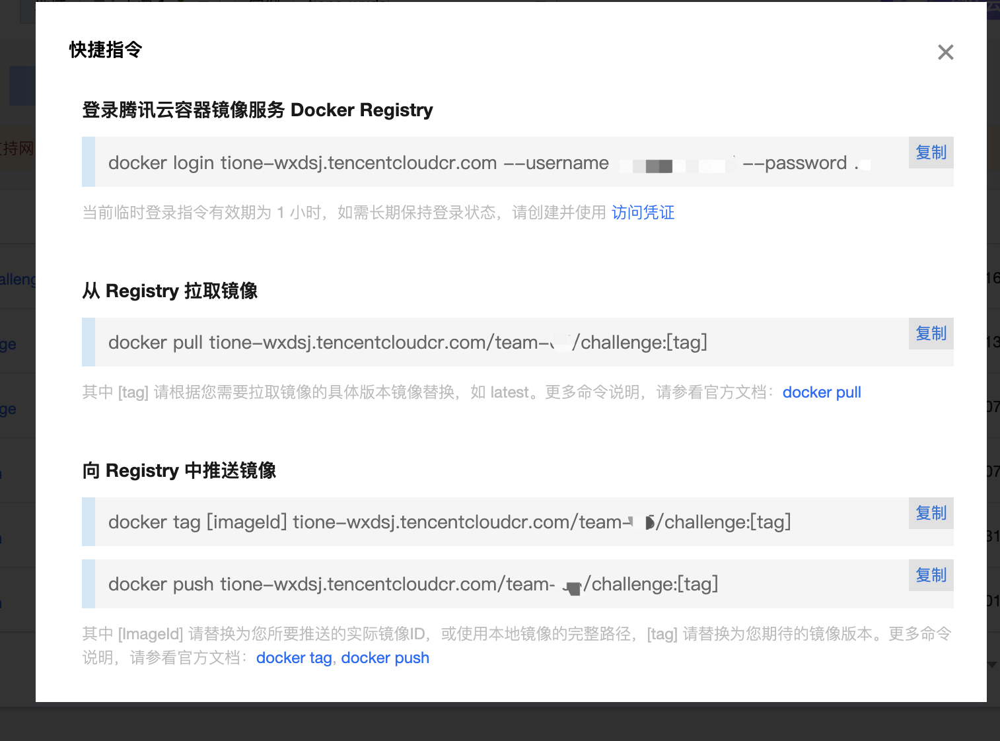 快捷指令
登录腾讯云容器镜像服务 Docker Registry
docker login tione-wxdsj.tencentcloudcr.com --username --password
复制
当前临时登录指令有效期为 1 小时，如需长期保持登录状态，请创建并使用 访问凭证
从 Registry 拉取镜像
docker pull tione-wxdsj.tencentcloudcr.com/team- /challenge:[tag]
复制
其中 [tag] 请根据您需要拉取镜像的具体版本镜像替换，如 latest。更多命令说明，请参看官方文档：docker pull
向 Registry 中推送镜像
docker tag [imageId] tione-wxdsj.tencentcloudcr.com/team- /challenge:[tag]
复制
docker push tione-wxdsj.tencentcloudcr.com/team- /challenge:[tag]
复制
其中 [ImageId] 请替换为您所要推送的实际镜像ID，或使用本地镜像的完整路径，[tag] 请替换为您期待的镜像版本。更多命令
说明，请参看官方文档：docker tag, docker push